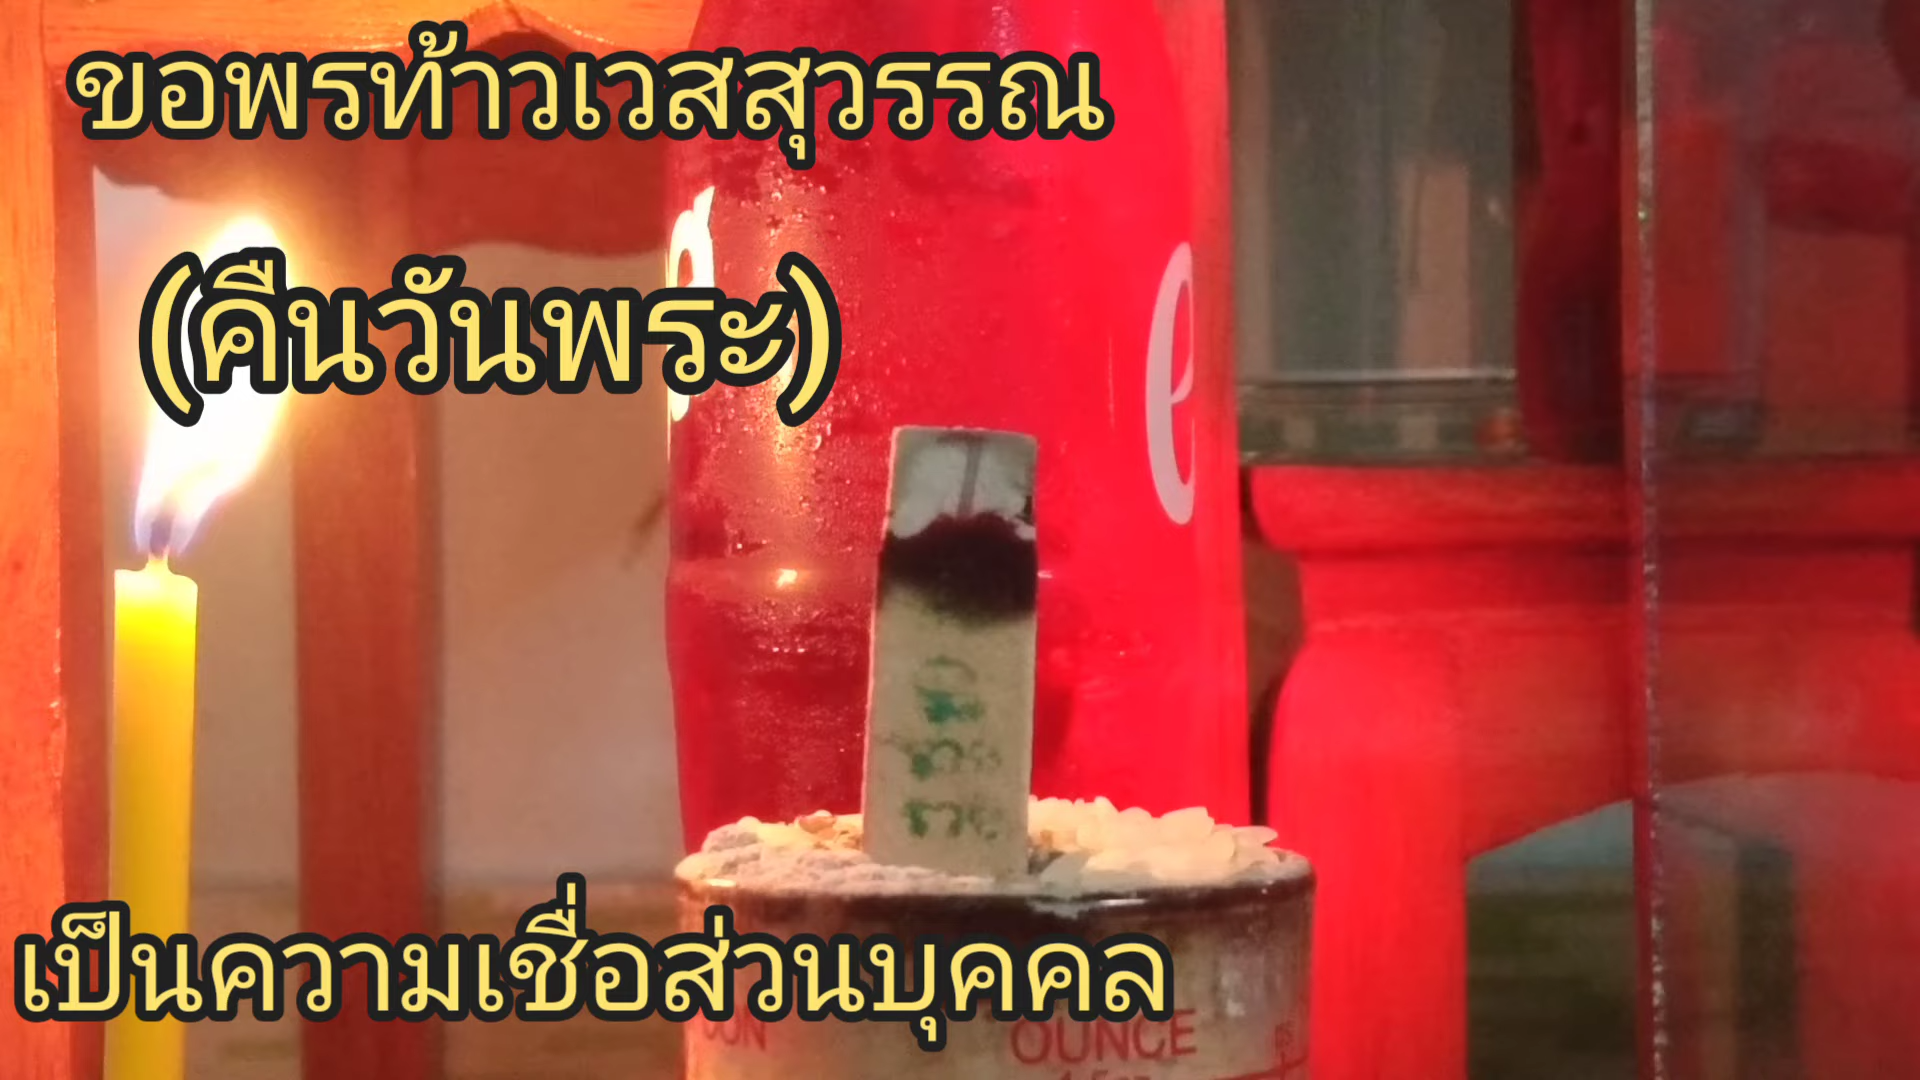 ขอพรท้าวเวสสุวรรณ
(คืนวันพระ)
e
เป็นความเชื่อส่วนบุคคล
OUNCE